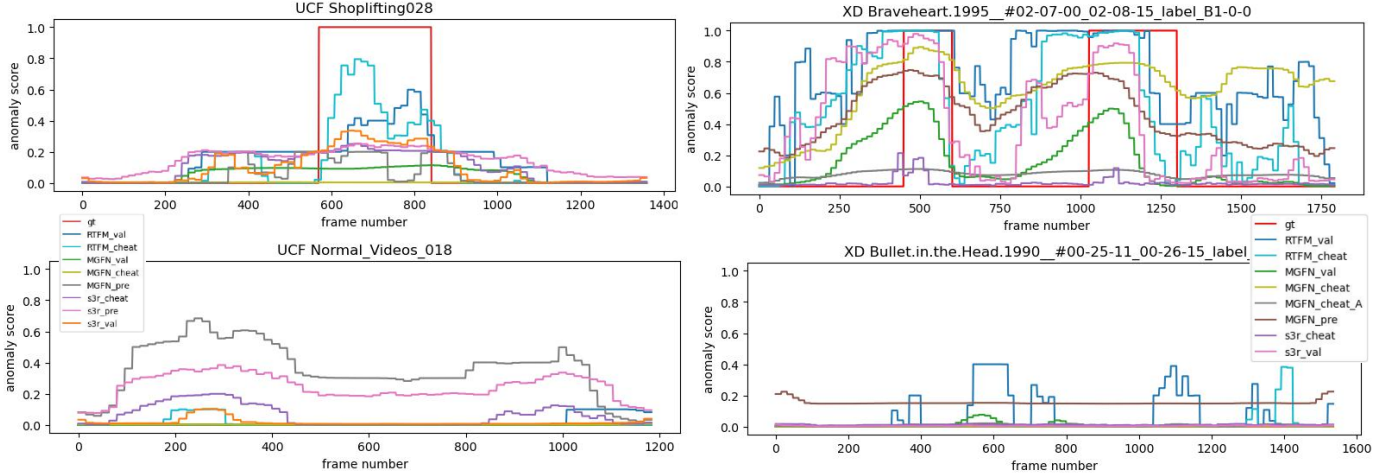 UCF Shoplifting028
1.0
0.8
0.6
0.4
0.2
0.0
anomaly score
0 200 400 600 800 1000 1200 1400
frame number
XD Braveheart.1995__#02-07-00_02-08-15_label_B1-0-0
1.0
0.8
0.6
0.4
0.2
0.0
anomaly score
0 250 500 750 1000 1250 1500 1750
frame number
gt
RTFM_val
RTFM_cheat
MGFN_val
MGFN_cheat
MGFN_pre
s3r_cheat
s3r_pre
s3r_val
UCF Normal_Videos_018
1.0
0.8
0.6
0.4
0.2
0.0
anomaly score
0 200 400 600 800 1000 1200
frame number
gt
RTFM_val
RTFM_cheat
MGFN_val
MGFN_cheat
MGFN_cheat_A
MGFN_pre
s3r_cheat
s3r_val
XD Bullet.in.the.Head.1990__#00-25-11_00-26-15_label_
1.0
0.8
0.6
0.4
0.2
0.0
anomaly score
0 200 400 600 800 1000 1200 1400 1600
frame number